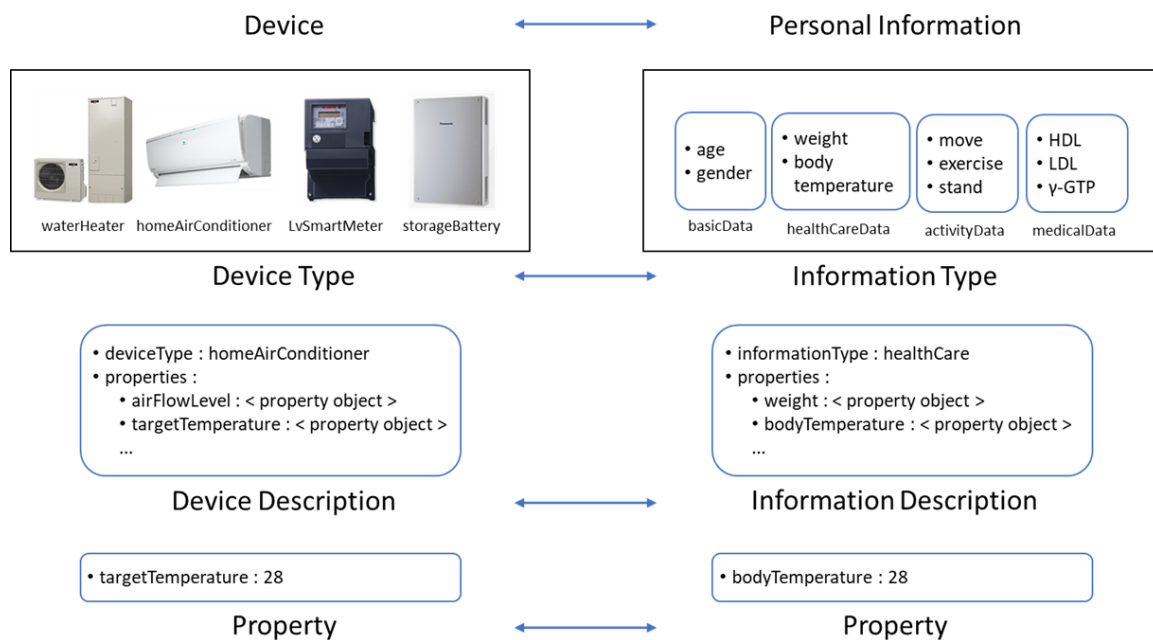 Device
Personal Information
waterHeater
homeAirConditioner
LvSmartMeter
storageBattery
• age
• gender
basicData
• weight
• body
temperature
healthCareData
• move
• exercise
• stand
activityData
• HDL
• LDL
• γ-GTP
medicalData
Device Type
Information Type
• deviceType : homeAirConditioner
• properties :
• airFlowLevel : < property object >
• targetTemperature : < property object >
...
• informationType : healthCare
• properties :
• weight : < property object >
• bodyTemperature : < property object >
...
Device Description
Information Description
• targetTemperature : 28
• bodyTemperature : 28
Property
Property